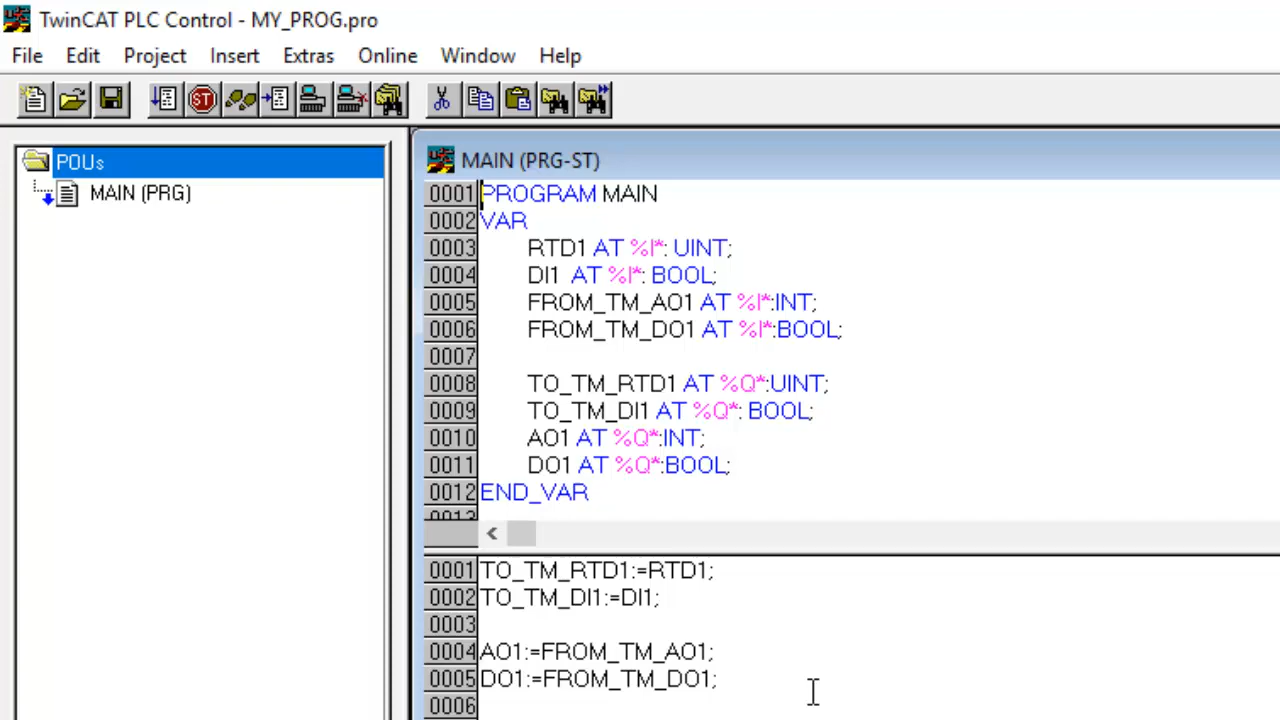 TwinCAT PLC Control - MY_PROG.pro
File Edit Project Insert Extras Online Window Help
ST
POUs
MAIN (PRG)
MAIN (PRG-ST)
0001 PROGRAM MAIN
0002 VAR
0003 RTD1 AT %I*: UINT;
0004 DI1 AT %I*: BOOL;
0005 FROM_TM_AO1 AT %I*:INT;
0006 FROM_TM_DO1 AT %I*:BOOL;
0007
0008 TO_TM_RTD1 AT %Q*:UINT;
0009 TO_TM_DI1 AT %Q*: BOOL;
0010 AO1 AT %Q*:INT;
0011 DO1 AT %Q*:BOOL;
0012 END_VAR
0013
0001 TO_TM_RTD1:=RTD1;
0002 TO_TM_DI1:=DI1;
0003
0004 AO1:=FROM_TM_AO1;
0005 DO1:=FROM_TM_DO1;
0006